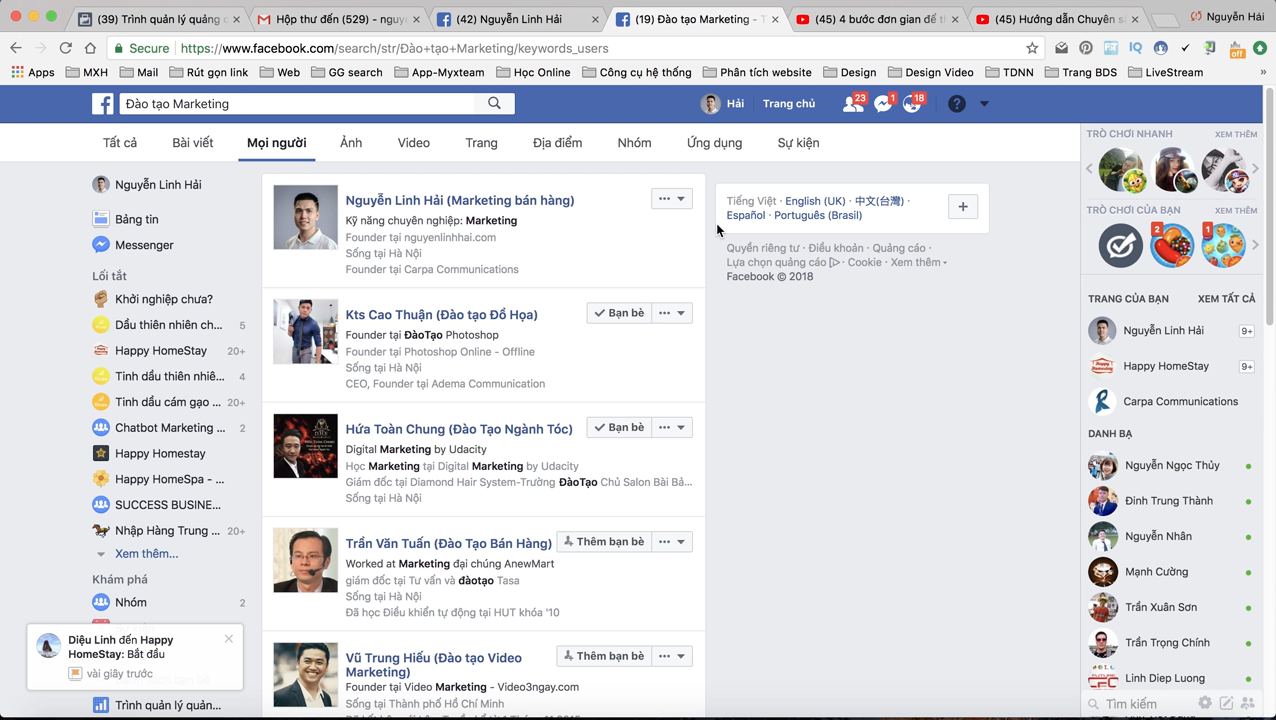 (39) Trình quản lý quảng c
Hộp thư đến (529) - nguye
(42) Nguyễn Linh Hải
(19) Đào tạo Marketing - T
(45) 4 bước đơn gian để t
(45) Hướng dẫn Chuyên s
Nguyễn Hải
Secure
https://www.facebook.com/search/str/Đào+tạo+Marketing/keywords_users
Apps
MXH
Mail
Rút gọn link
Web
GG search
App-Myxteam
Học Online
Công cụ hệ thống
Phân tích website
Design
Design Video
TDNN
Trang BDS
LiveStream
»
off
Đào tạo Marketing
Hải
Trang chủ
23
1
18
Tất cả
Bài viết
Mọi người
Ảnh
Video
Trang
Địa điểm
Nhóm
Ứng dụng
Sự kiện
Nguyễn Linh Hải
Bảng tin
Messenger
Lối tắt
Khởi nghiệp chưa?
Dầu thiên nhiên ch... 5
Happy HomeStay 20+
Tinh dầu thiên nhiê... 4
Tinh dầu cám gạo ... 20+
Chatbot Marketing ... 2
Happy Homestay
Happy HomeSpa - ...
SUCCESS BUSINE...
Nhập Hàng Trung ... 20+
Xem thêm...
Khám phá
Nhóm 2
Diệu Linh đến Happy
HomeStay: Bắt đầu
vài giây trước
Trình quản lý quản...
Nguyễn Linh Hải (Marketing bán hàng)
Kỹ năng chuyên nghiệp: Marketing
Founder tại nguyenlinhhai.com
Sống tại Hà Nội
Founder tại Carpa Communications
Kts Cao Thuận (Đào tạo Đồ Họa)
Bạn bè
Founder tại ĐàoTạo Photoshop
Founder tại Photoshop Online - Offline
Sống tại Hà Nội
CEO, Founder tại Adema Communication
Hứa Toàn Chung (Đào Tạo Ngành Tóc)
Bạn bè
Digital Marketing by Udacity
Học Marketing tại Digital Marketing by Udacity
Giám đốc tại Diamond Hair System-Trường ĐàoTạo Chủ Salon Bài Bả...
Sống tại Hà Nội
Trần Văn Tuấn (Đào Tạo Bán Hàng)
Thêm bạn bè
Worked at Marketing đại chúng AnewMart
giám đốc tại Tư vấn và đàotạo Tasa
Sống tại Hà Nội
Đã học Điều khiển tự động tại HUT khóa '10
Vũ Trung Hiếu (Đào tạo Video
Marketing)
Thêm bạn bè
Founder tại Video Marketing - Video3ngay.com
Sống tại Thành phố Hồ Chí Minh
Tiếng Việt · English (UK) · 中文(台灣) ·
Español · Português (Brasil)
Quyền riêng tư · Điều khoản · Quảng cáo ·
Lựa chọn quảng cáo · Cookie · Xem thêm
Facebook © 2018
TRÒ CHƠI NHANH
XEM THÊM
TRÒ CHƠI CỦA BẠN
XEM THÊM
2
1
TRANG CỦA BẠN
XEM TẤT CẢ
Nguyễn Linh Hải 9+
Happy HomeStay 9+
Carpa Communications
DANH BẠ
Nguyễn Ngọc Thủy
Đinh Trung Thành
Nguyễn Nhân
Mạnh Cường
Trần Xuân Sơn
Trần Trọng Chính
Linh Diep Luong
Tìm kiếm